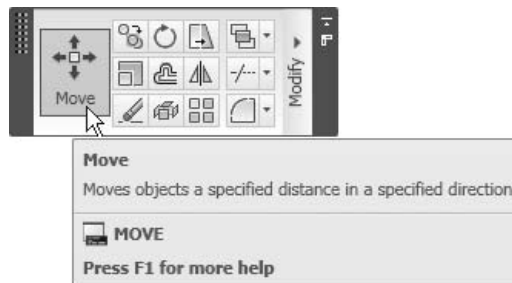 Move
Modify
Move
Moves objects a specified distance in a specified direction
MOVE
Press F1 for more help